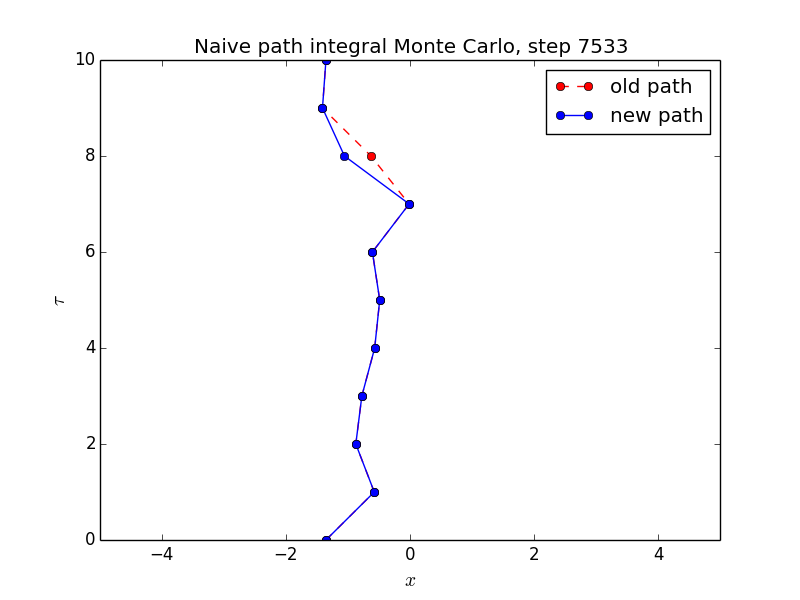 Naive path integral Monte Carlo, step 7533
10
old path
new path
8
6
τ
4
2
0
−4 −2 0 2 4
x